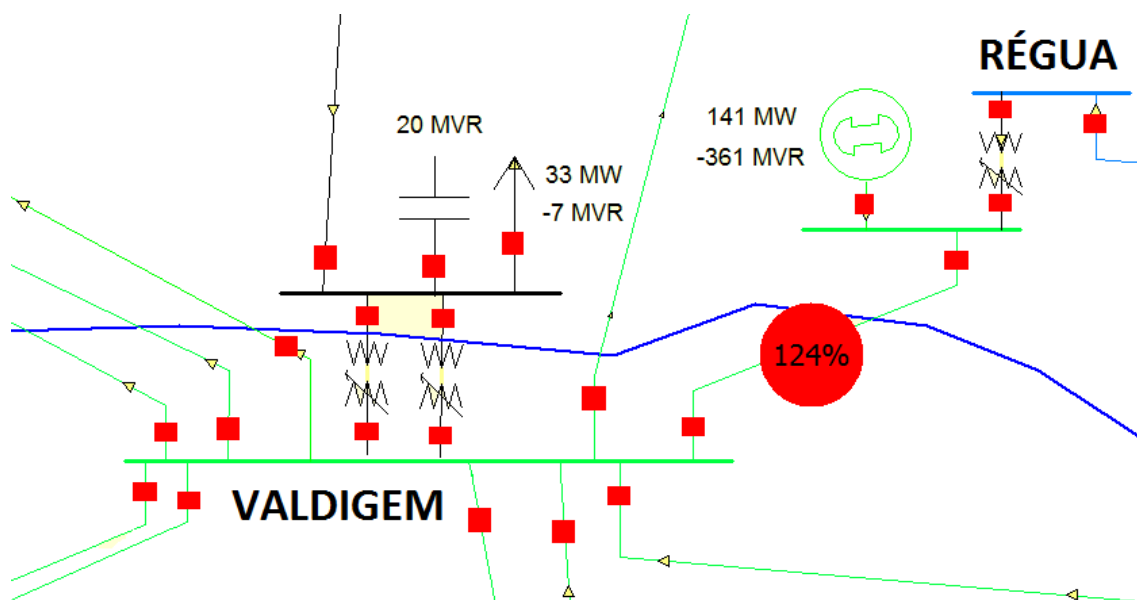 RÉGUA
141 MW
-361 MVR
20 MVR
33 MW
-7 MVR
124%
VALDIGEM